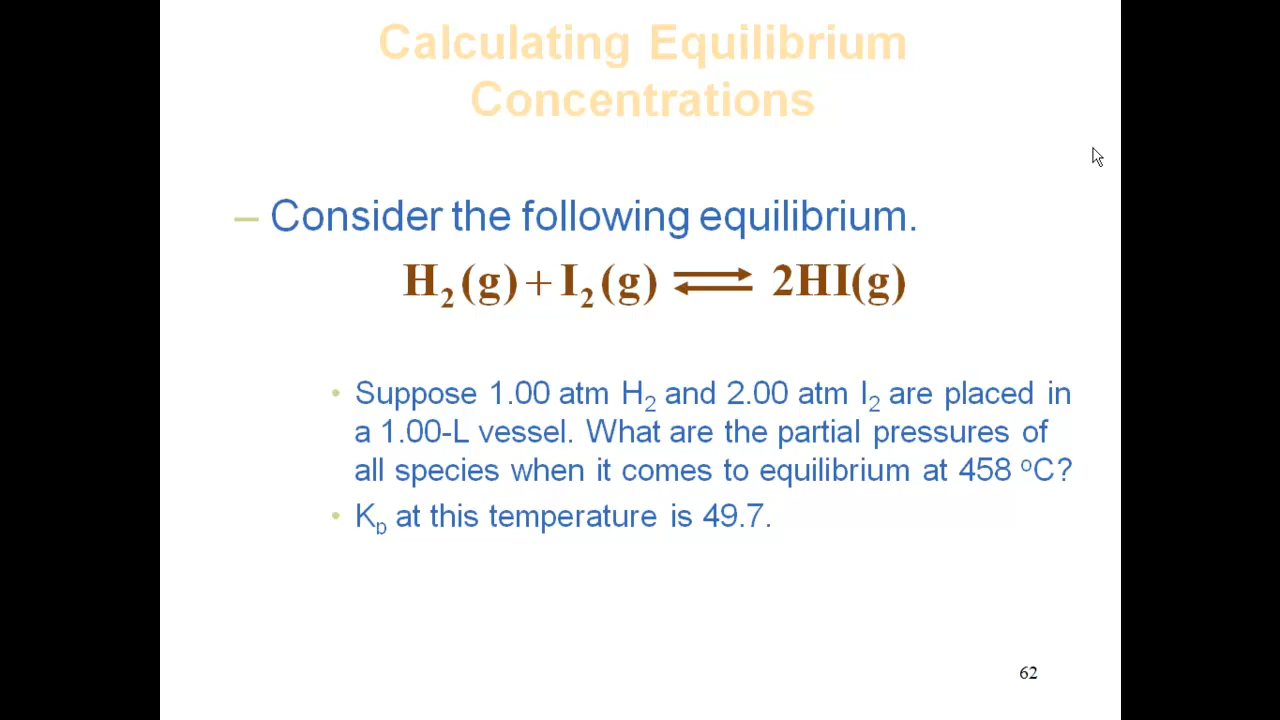 Calculating Equilibrium
Concentrations
– Consider the following equilibrium.
H₂(g) + I₂(g) ⇌ 2HI(g)
• Suppose 1.00 atm H₂ and 2.00 atm I₂ are placed in
a 1.00-L vessel. What are the partial pressures of
all species when it comes to equilibrium at 458 ºC?
• Kₚ at this temperature is 49.7.
62